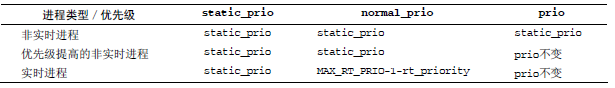 进程类型/优先级 static_prio normal_prio prio
非实时进程 static_prio static_prio static_prio
优先级提高的非实时进程 static_prio static_prio prio不变
实时进程 static_prio MAX_RT_PRIO-1-rt_priority prio不变